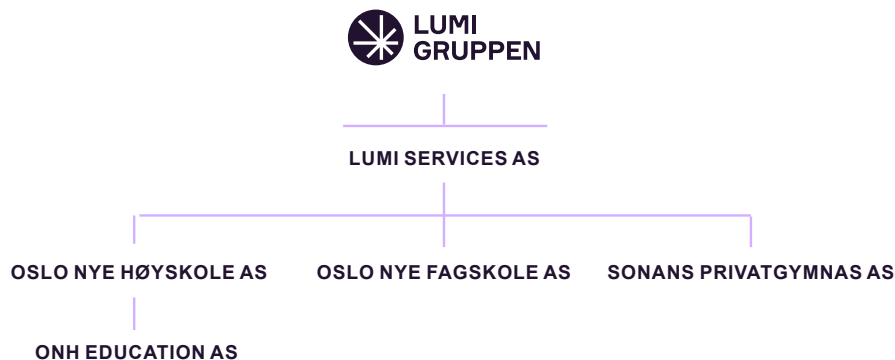 LUMI
GRUPPEN
LUMI SERVICES AS
OSLO NYE HØYSKOLE AS
OSLO NYE FAGSKOLE AS
SONANS PRIVATGYMNAS AS
ONH EDUCATION AS